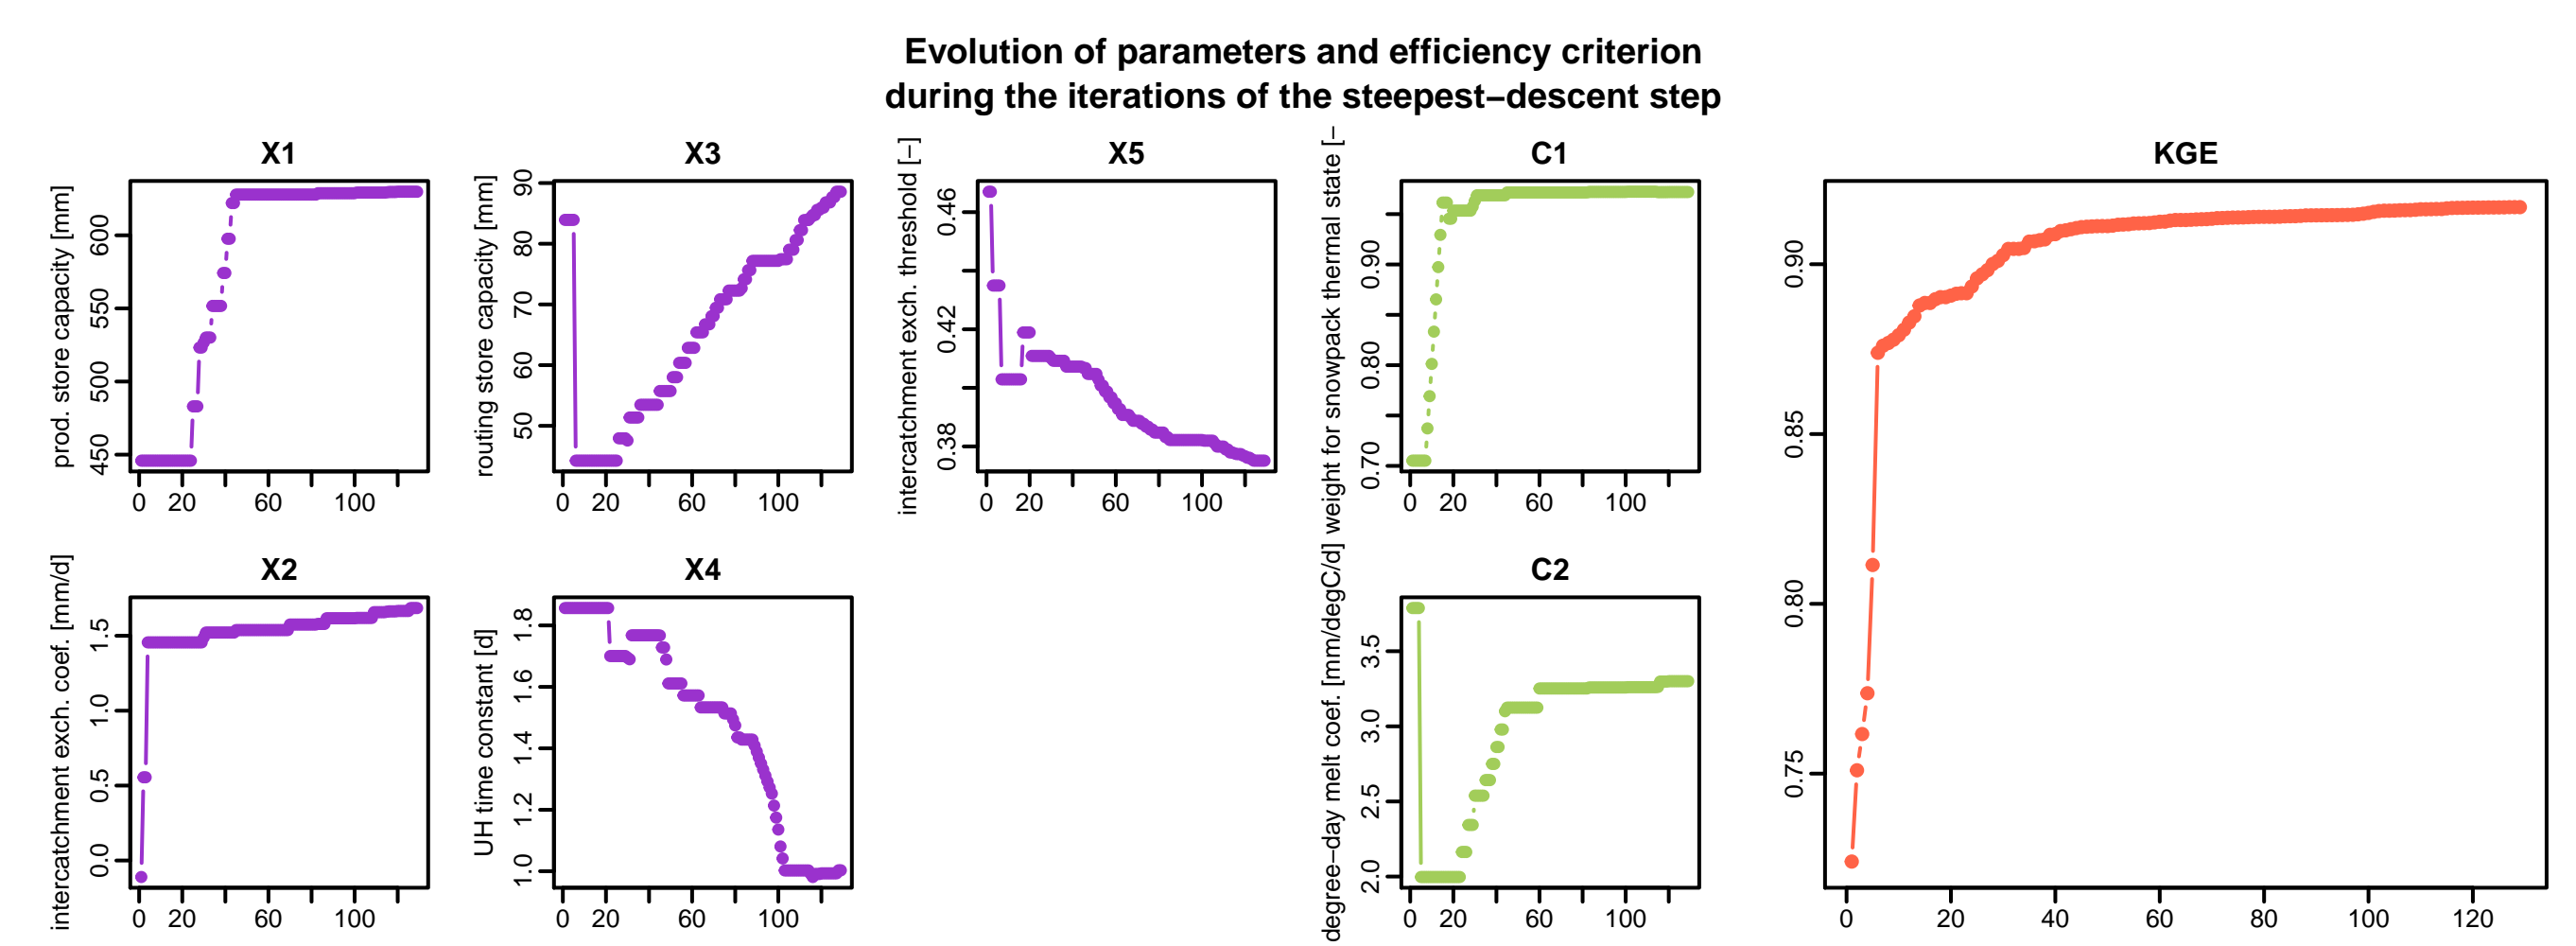 Evolution of parameters and efficiency criterion
during the iterations of the steepest−descent step
X1
prod. store capacity [mm]
450 500 550 600
0 20 60 100
X3
routing store capacity [mm]
50 60 70 80 90
0 20 60 100
X5
intercatchment exch. threshold [−]
0.38 0.42 0.46
0 20 60 100
C1
weight for snowpack thermal state [−
0.70 0.80 0.90
0 20 60 100
KGE
0.75 0.80 0.85 0.90
0 20 40 60 80 100 120
X2
intercatchment exch. coef. [mm/d]
0.0 0.5 1.0 1.5
0 20 60 100
X4
UH time constant [d]
1.0 1.2 1.4 1.6 1.8
0 20 60 100
C2
degree−day melt coef. [mm/degC/d]
2.0 2.5 3.0 3.5
0 20 60 100